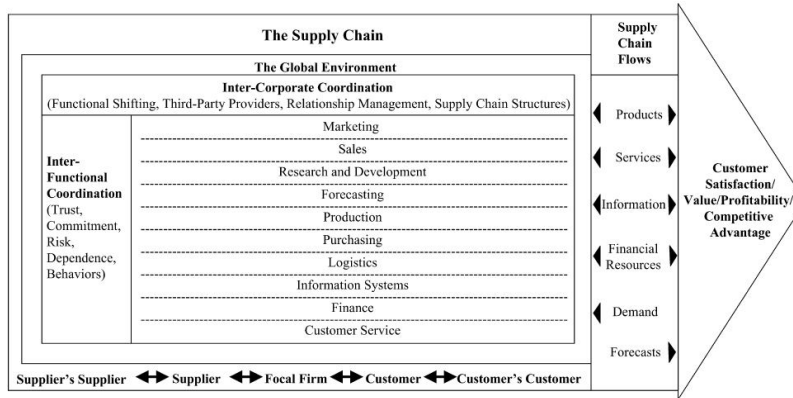 The Supply Chain
Supply
Chain
Flows
The Global Environment
Inter-Corporate Coordination
(Functional Shifting, Third-Party Providers, Relationship Management, Supply Chain Structures)
Inter-
Functional
Coordination
(Trust,
Commitment,
Risk,
Dependence,
Behaviors)
Marketing
Sales
Research and Development
Forecasting
Production
Purchasing
Logistics
Information Systems
Finance
Customer Service
Products
Services
Information
Financial
Resources
Demand
Forecasts
Customer
Satisfaction/
Value/Profitability/
Competitive
Advantage
Supplier's Supplier Supplier Focal Firm Customer Customer's Customer